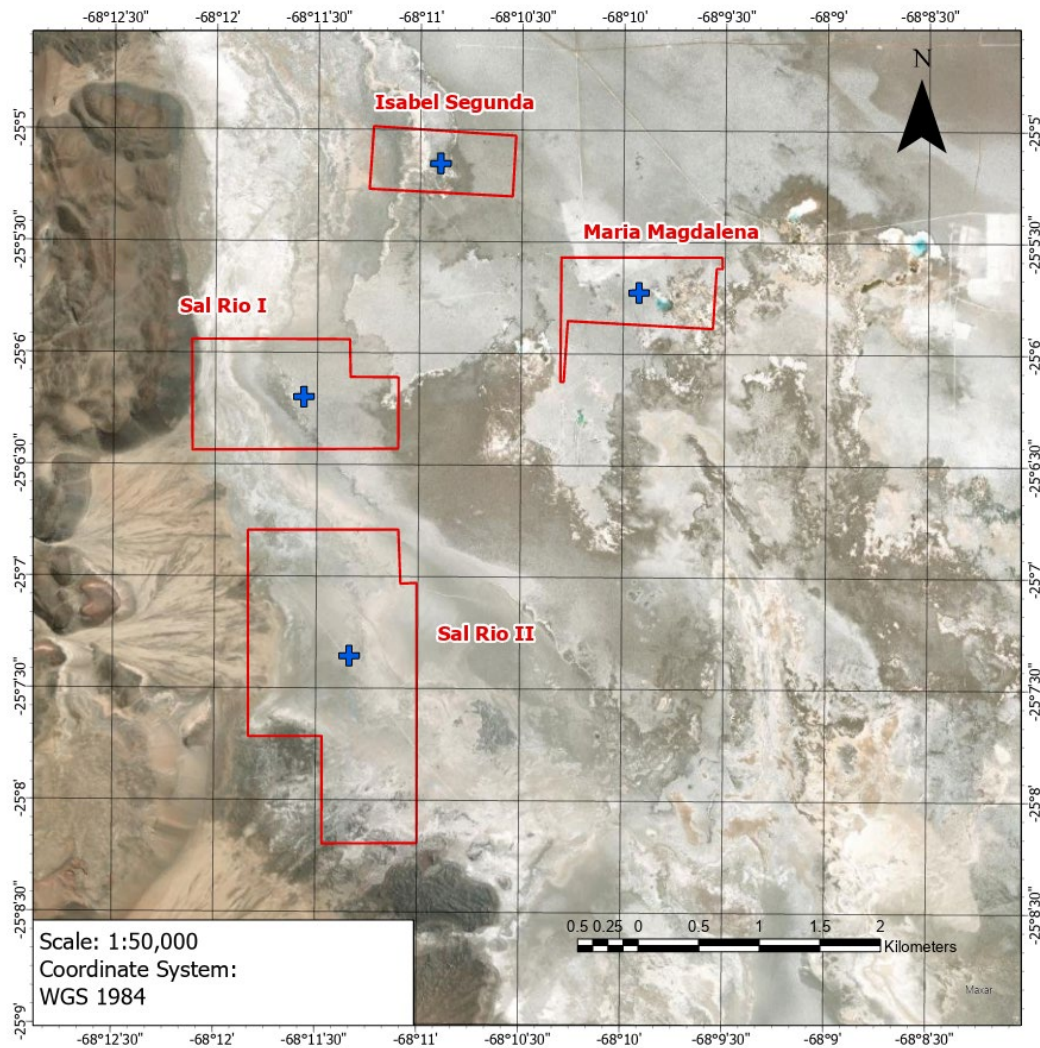 -68°12'30" -68°12' -68°11'30" -68°11' -68°10'30" -68°10' -68°9'30" -68°9' -68°8'30"
N
Isabel Segunda
-25°5' -25°5'
Maria Magdalena
-25°5'30" -25°5'30"
Sal Rio I
-25°6' -25°6'
-25°6'30" -25°6'30"
-25°7' -25°7'
Sal Rio II
-25°7'30" -25°7'30"
-25°8' -25°8'
-25°8'30" -25°8'30"
0.5 0.25 0 0.5 1 1.5 2
Kilometers
Scale: 1:50,000
Coordinate System:
WGS 1984
Maxar
-25°9' -25°9'
-68°12'30" -68°12' -68°11'30" -68°11' -68°10'30" -68°10' -68°9'30" -68°9' -68°8'30"